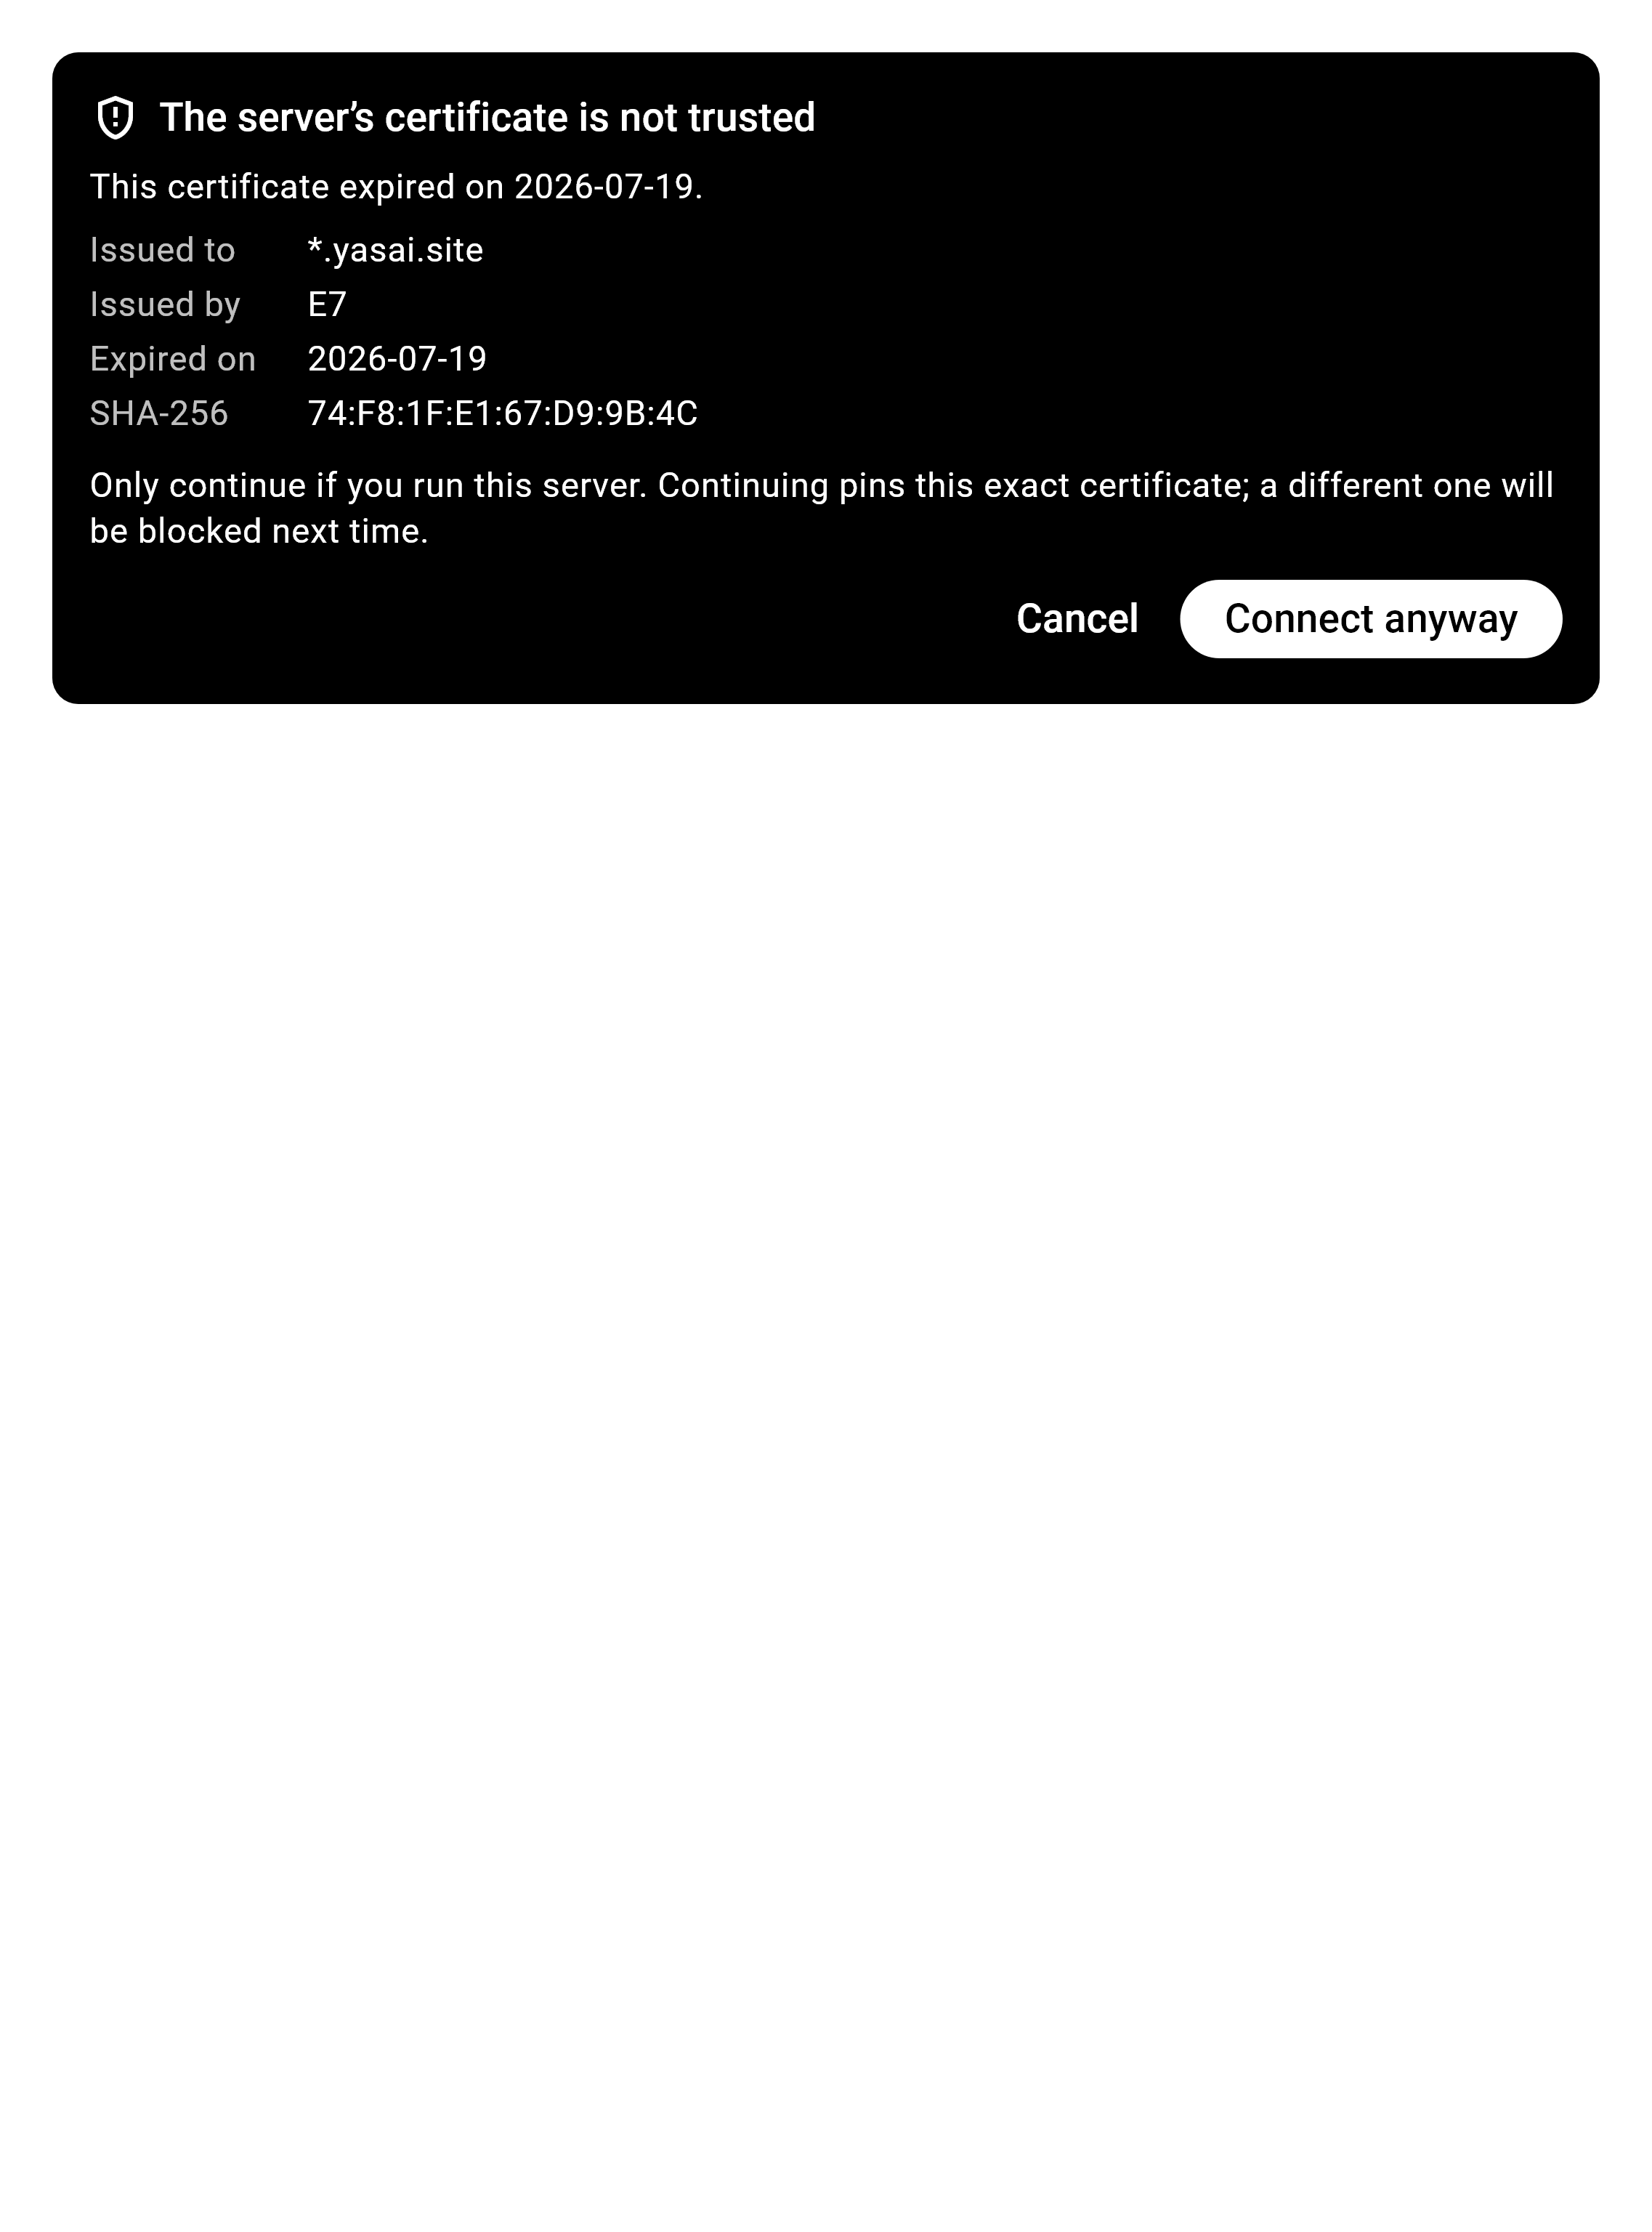 The server’s certificate is not trusted
This certificate expired on 2026-07-19.
Issued to *.yasai.site
Issued by E7
Expired on 2026-07-19
SHA-256 74:F8:1F:E1:67:D9:9B:4C
Only continue if you run this server. Continuing pins this exact certificate; a different one will
be blocked next time.
Cancel Connect anyway